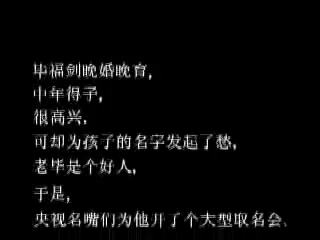 毕福剑晚婚晚育,
中年得子,
很高兴,
可却为孩子的名字发起了愁,
老毕是个好人,
于是,
央视名嘴们为他开了个大型取名会.